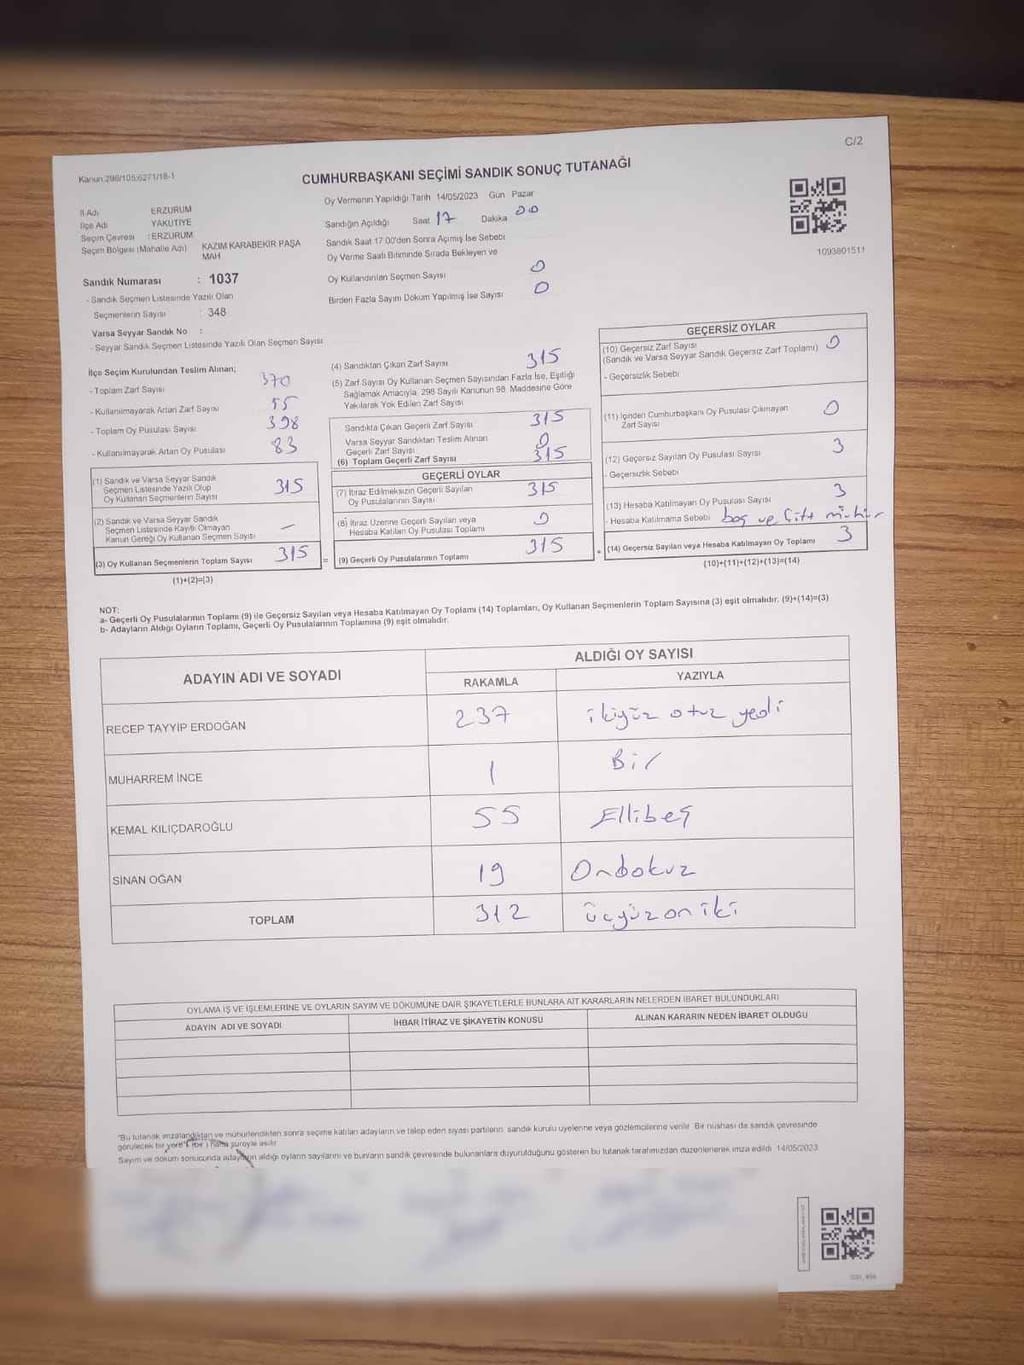 C/2
Kanun:298/105;6271/18-1
CUMHURBAŞKANI SEÇİMİ SANDIK SONUÇ TUTANAĞI
İl Adı ERZURUM
İlçe Adı YAKUTİYE
Seçim Çevresi : ERZURUM
Seçim Bölgesi (Mahalle Adı) KAZIM KARABEKİR PAŞA MAH
Sandık Numarası : 1037
- Sandık Seçmen Listesinde Yazılı Olan
Seçmenlerin Sayısı : 348
Varsa Seyyar Sandık No :
- Seyyar Sandık Seçmen Listesinde Yazılı Olan Seçmen Sayısı
Oy Vermenin Yapıldığı Tarih 14/05/2023 Gün Pazar
Sandığın Açıldığı Saat 17 Dakika 00
Sandık Saat 17.00'den Sonra Açımış İse Sebebi
Oy Verme Saati Bitiminde Sırada Bekleyen ve
Oy Kullandırılan Seçmen Sayısı 0
Birden Fazla Sayım Döküm Yapılmış İse Sayısı 0
1093801511
İlçe Seçim Kurulundan Teslim Alınan;
- Toplam Zarf Sayısı 370
- Kullanılmayarak Artan Zarf Sayısı 55
- Toplam Oy Pusulası Sayısı 398
- Kullanılmayarak Artan Oy Pusulası 83
(1) Sandık ve Varsa Seyyar Sandık
Seçmen Listesinde Yazılı Olup
Oy Kullanan Seçmenlerin Sayısı 315
(2) Sandık ve Varsa Seyyar Sandık
Seçmen Listesinde Kayıtlı Olmayan
Kanun Gereği Oy Kullanan Seçmen Sayısı -
(3) Oy Kullanan Seçmenlerin Toplam Sayısı 315 =
(1)+(2)=(3)
(4) Sandıktan Çıkan Zarf Sayısı 315
(5) Zarf Sayısı Oy Kullanan Seçmen Sayısından Fazla İse, Eşitliği
Sağlamak Amacıyla, 298 Sayılı Kanunun 98. Maddesine Göre
Yakılarak Yok Edilen Zarf Sayısı
Sandıkta Çıkan Geçerli Zarf Sayısı 315
Varsa Seyyar Sandıktan Teslim Alınan
Geçerli Zarf Sayısı 0
(6) Toplam Geçerli Zarf Sayısı 315
GEÇERLİ OYLAR
(7) İtiraz Edilmeksizin Geçerli Sayılan
Oy Pusulalarının Sayısı 315
(8) İtiraz Üzerine Geçerli Sayılan veya
Hesaba Katılan Oy Pusulası Toplamı 0
(9) Geçerli Oy Pusulalarının Toplamı 315 +
GEÇERSİZ OYLAR
(10) Geçersiz Zarf Sayısı 0
(Sandık ve Varsa Seyyar Sandık Geçersiz Zarf Toplamı)
- Geçersizlik Sebebi
(11) İçinden Cumhurbaşkanı Oy Pusulası Çıkmayan
Zarf Sayısı 0
(12) Geçersiz Sayılan Oy Pusulası Sayısı 3
- Geçersizlik Sebebi
(13) Hesaba Katılmayan Oy Pusulası Sayısı 3
- Hesaba Katılmama Sebebi boş ve Çift mühür
(14) Geçersiz Sayılan veya Hesaba Katılmayan Oy Toplamı 3
(10)+(11)+(12)+(13)=(14)
NOT:
a- Geçerli Oy Pusulalarının Toplamı (9) ile Geçersiz Sayılan veya Hesaba Katılmayan Oy Toplamı (14) Toplamları, Oy Kullanan Seçmenlerin Toplam Sayısına (3) eşit olmalıdır. (9)+(14)=(3)
b- Adayların Aldığı Oyların Toplamı, Geçerli Oy Pusulalarının Toplamına (9) eşit olmalıdır.
ADAYIN ADI VE SOYADI ALDIĞI OY SAYISI
RAKAMLA YAZIYLA
RECEP TAYYİP ERDOĞAN 237 ikiyüz otuz yedi
MUHARREM İNCE 1 Bir
KEMAL KILIÇDAROĞLU 55 Ellibeş
SİNAN OĞAN 19 Ondokuz
TOPLAM 312 üçyüz on iki
OYLAMA İŞ VE İŞLEMLERİNE VE OYLARIN SAYIM VE DÖKÜMÜNE DAİR ŞİKAYETLERLE BUNLARA AİT KARARLARIN NELERDEN İBARET BULUNDUKLARI
ADAYIN ADI VE SOYADI İHBAR İTİRAZ VE ŞİKAYETİN KONUSU ALINAN KARARIN NEDEN İBARET OLDUĞU
"Bu tutanak imzalandıktan ve mühürlendikten sonra seçime katılan adayların ve talep eden siyasi partilerin sandık kurulu üyelerine veya gözlemcilerine verilir. Bir nüshası da sandık çevresinde
görülecek bir yere 1 (bir) hafta süreyle asılır.
Sayım ve döküm sonucunda adayların aldığı oyların sayılarını ve bunların sandık çevresinde bulunanlara duyurulduğunu gösteren bu tutanak tarafımızdan düzenlenerek imza edildi. 14/05/2023